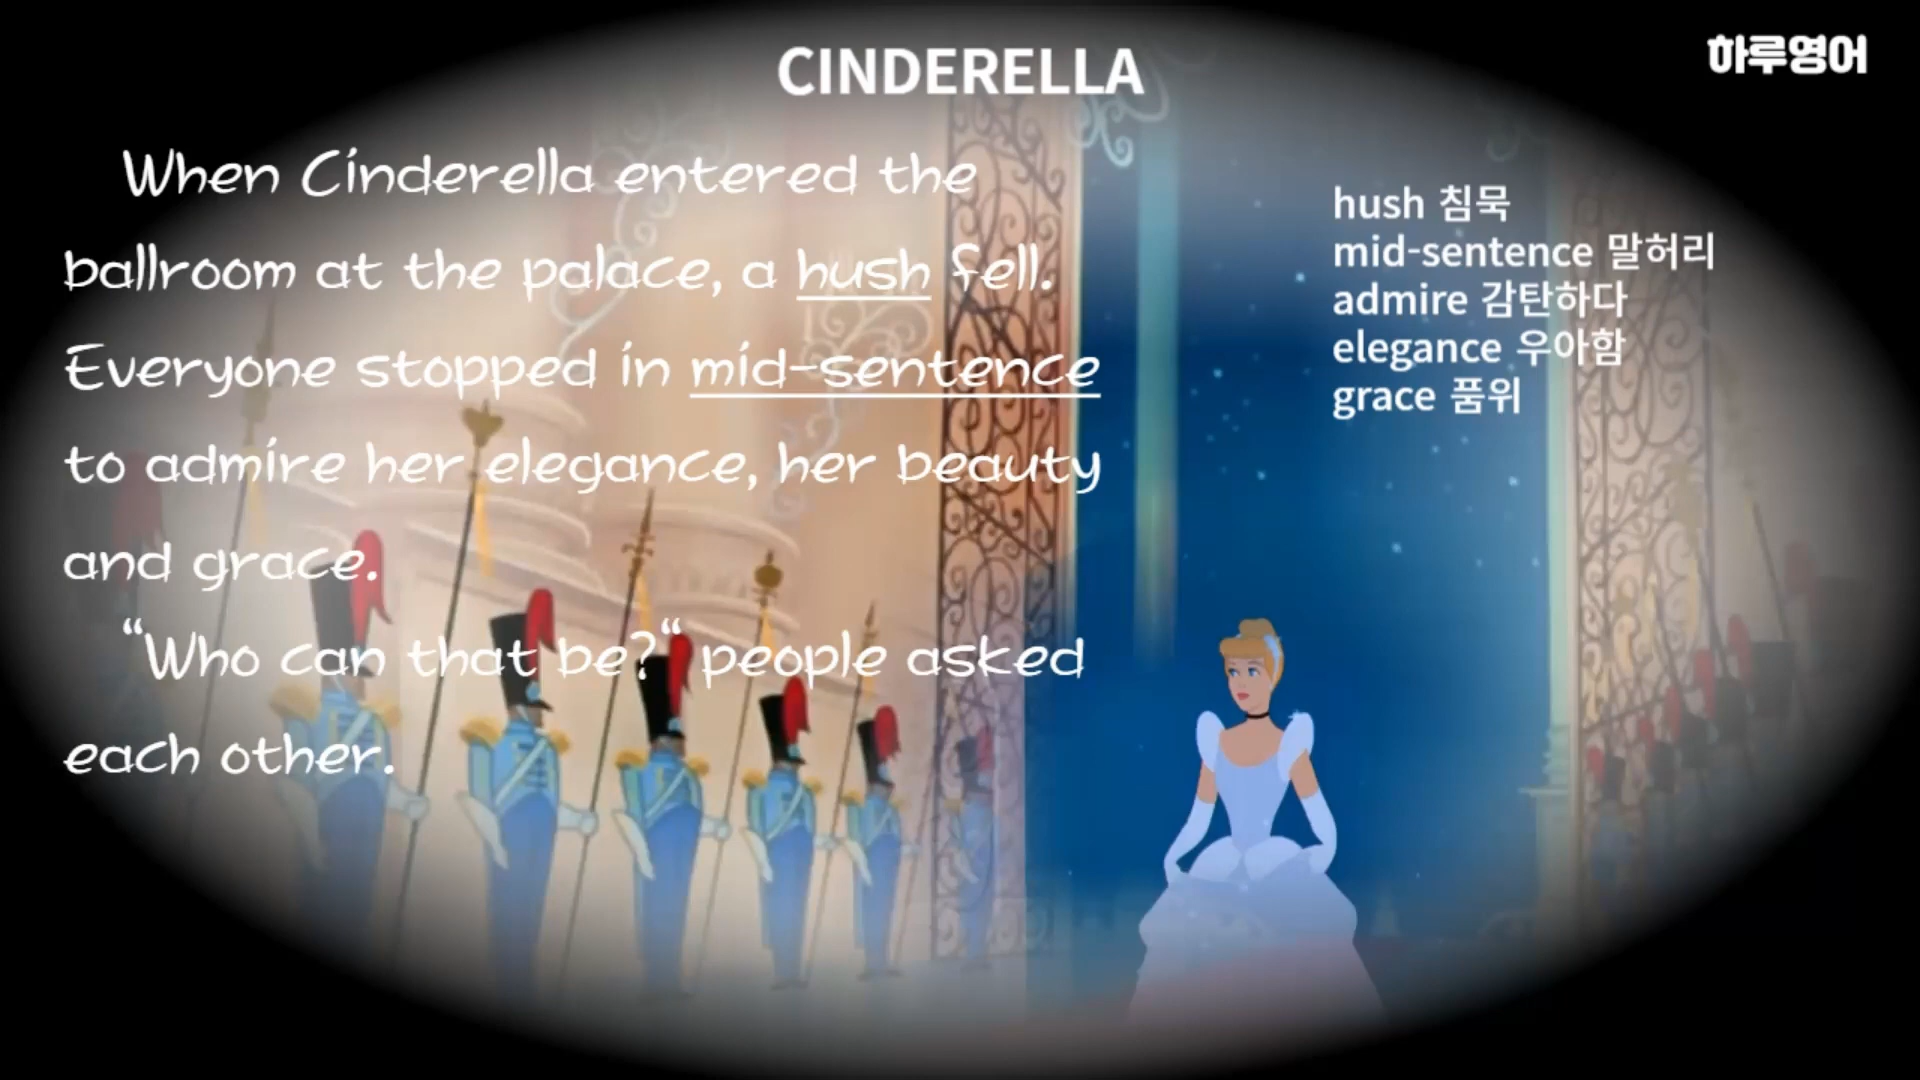 CINDERELLA
하루영어
When Cinderella entered the
ballroom at the palace, a hush fell.
Everyone stopped in mid-sentence
to admire her elegance, her beauty
and grace.
“Who can that be?“ people asked
each other.
hush 침묵
mid-sentence 말허리
admire 감탄하다
elegance 우아함
grace 품위